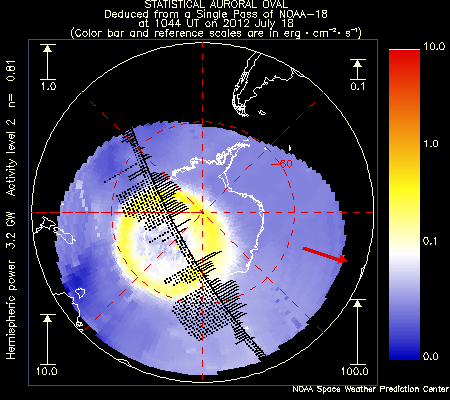 STATISTICAL AURORAL OVAL
Deduced from a Single Pass of NOAA-18
at 1044 UT on 2012 July 18
(Color bar and reference scales are in erg · cm⁻² · s⁻¹)
1.0
0.1
10.0
1.0
0.1
0.0
-60
Hemispheric power 3.2 GW Activity level 2 n= 0.81
10.0
100.0
NOAA Space Weather Prediction Center